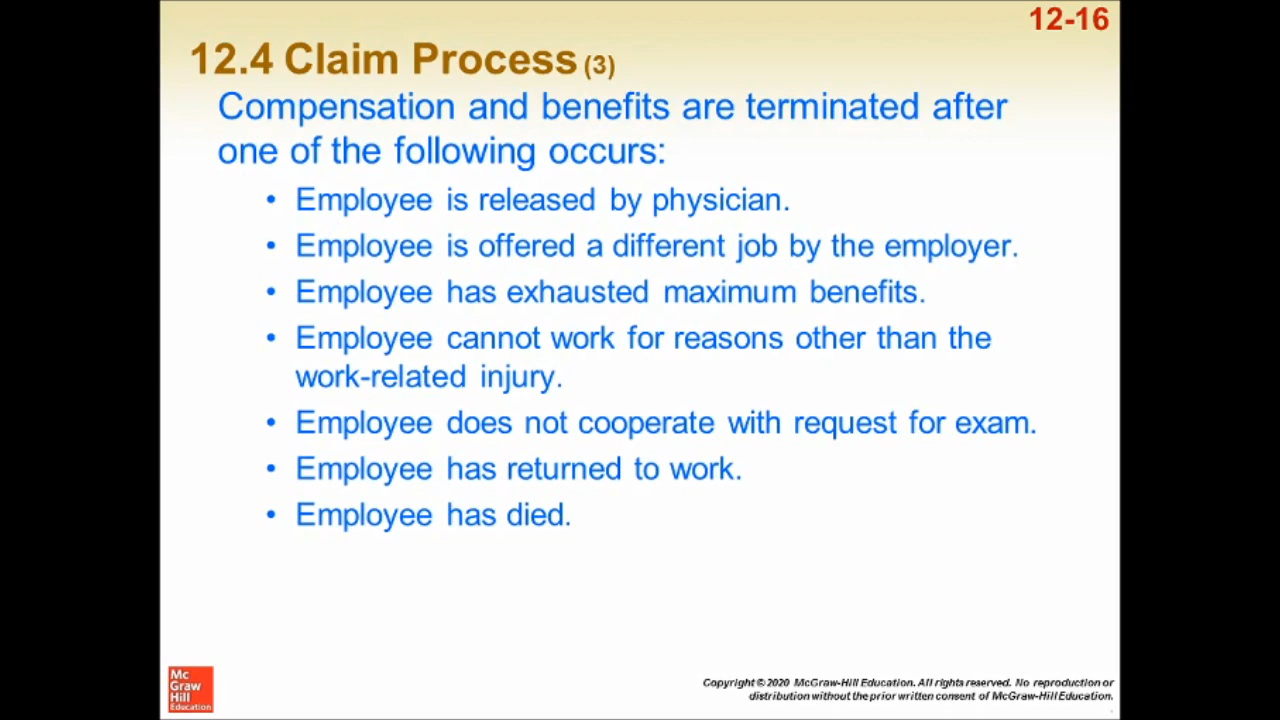 12-16
12.4 Claim Process (3)
Compensation and benefits are terminated after
one of the following occurs:
• Employee is released by physician.
• Employee is offered a different job by the employer.
• Employee has exhausted maximum benefits.
• Employee cannot work for reasons other than the
work-related injury.
• Employee does not cooperate with request for exam.
• Employee has returned to work.
• Employee has died.
Mc
Graw
Hill
Education
Copyright © 2020 McGraw-Hill Education. All rights reserved. No reproduction or
distribution without the prior written consent of McGraw-Hill Education.